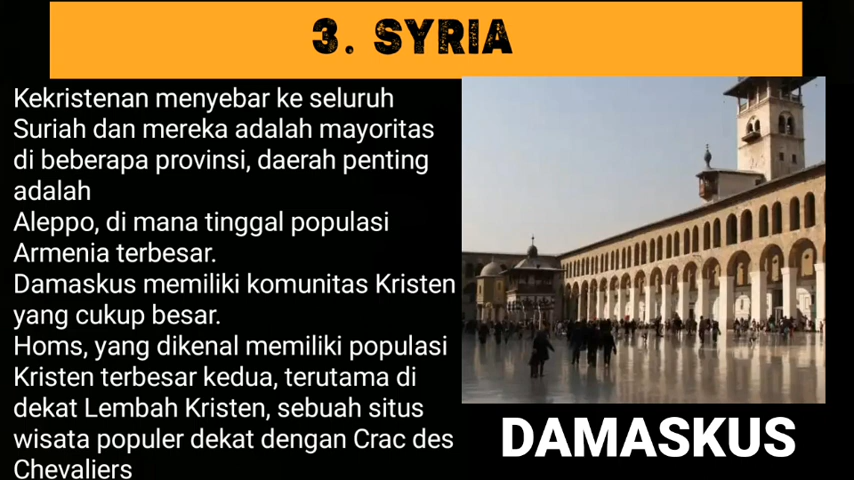 3. SYRIA
Kekristenan menyebar ke seluruh
Suriah dan mereka adalah mayoritas
di beberapa provinsi, daerah penting
adalah
Aleppo, di mana tinggal populasi
Armenia terbesar.
Damaskus memiliki komunitas Kristen
yang cukup besar.
Homs, yang dikenal memiliki populasi
Kristen terbesar kedua, terutama di
dekat Lembah Kristen, sebuah situs
wisata populer dekat dengan Crac des
Chevaliers
DAMASKUS